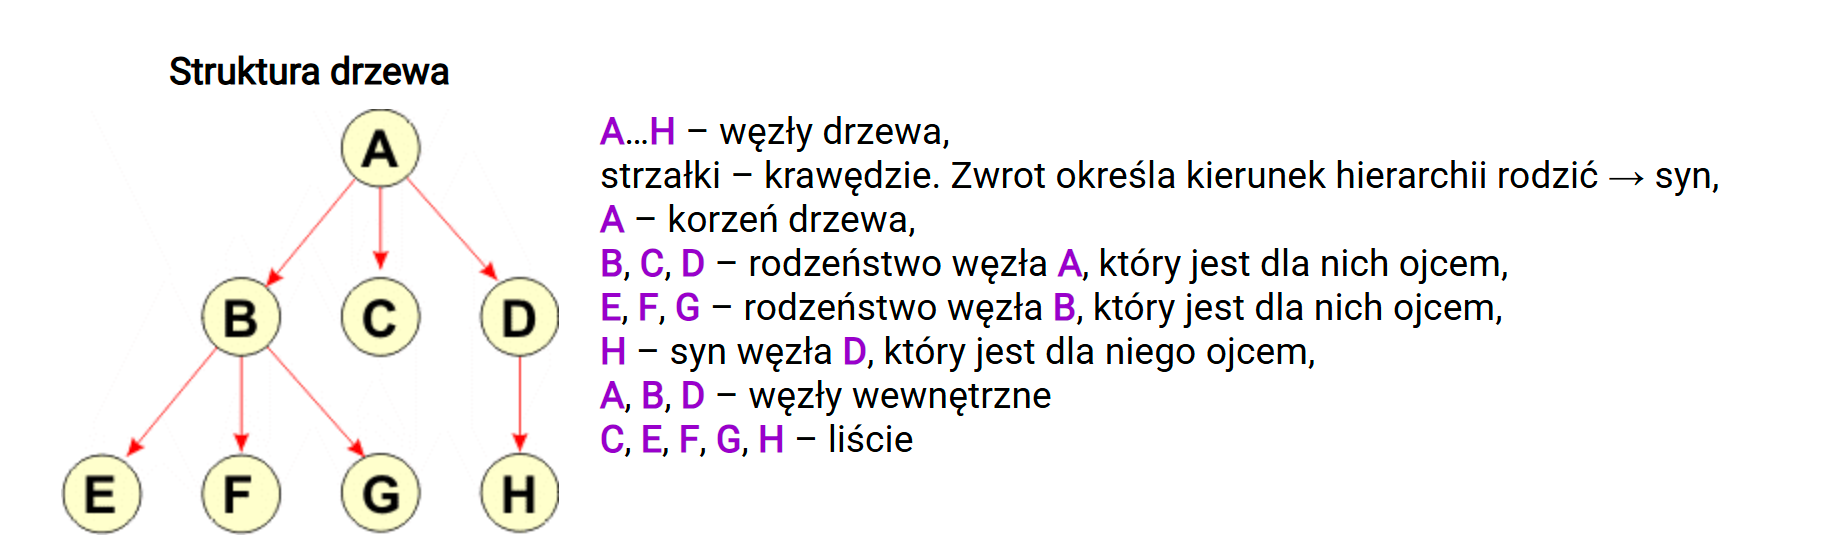 Struktura drzewa
A
B C D
E F G H
A...H – węzły drzewa,
strzałki – krawędzie. Zwrot określa kierunek hierarchii rodzić → syn,
A – korzeń drzewa,
B, C, D – rodzeństwo węzła A, który jest dla nich ojcem,
E, F, G – rodzeństwo węzła B, który jest dla nich ojcem,
H – syn węzła D, który jest dla niego ojcem,
A, B, D – węzły wewnętrzne
C, E, F, G, H – liście